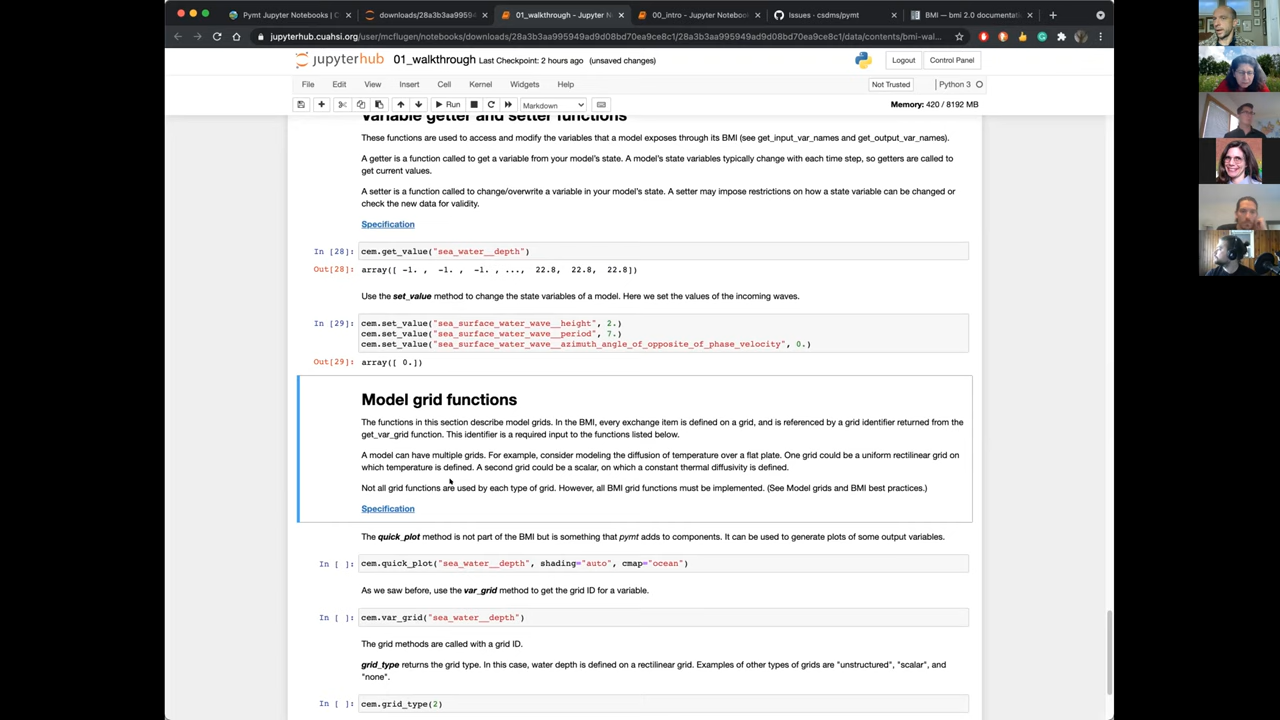 Pymt Jupyter Notebooks | C
downloads/28a3b3aa95949
01_walkthrough - Jupyter N
00_intro - Jupyter Notebook
Issues · csdms/pymt
BMI — bmi 2.0 documentation
jupyterhub.cuahsi.org/user/mcflugen/notebooks/downloads/28a3b3aa995949ad9d08bd70ea9ce8c1/data/contents/bmi-wal...
jupyterhub 01_walkthrough Last Checkpoint: 2 hours ago (unsaved changes)
Logout
Control Panel
File Edit View Insert Cell Kernel Widgets Help
Not Trusted
Python 3
Run
Markdown
Memory: 420 / 8192 MB
Variable getter and setter functions
These functions are used to access and modify the variables that a model exposes through its BMI (see get_input_var_names and get_output_var_names).
A getter is a function called to get a variable from your model's state. A model's state variables typically change with each time step, so getters are called to
get current values.
A setter is a function called to change/overwrite a variable in your model's state. A setter may impose restrictions on how a state variable can be changed or
check the new data for validity.
Specification
In [28]: cem.get_value("sea_water__depth")
Out[28]: array([ -1. , -1. , -1. , ..., 22.8, 22.8, 22.8])
Use the set_value method to change the state variables of a model. Here we set the values of the incoming waves.
In [29]: cem.set_value("sea_surface_water_wave__height", 2.)
cem.set_value("sea_surface_water_wave__period", 7.)
cem.set_value("sea_surface_water_wave__azimuth_angle_of_opposite_of_phase_velocity", 0.)
Out[29]: array([ 0.])
Model grid functions
The functions in this section describe model grids. In the BMI, every exchange item is defined on a grid, and is referenced by a grid identifier returned from the
get_var_grid function. This identifier is a required input to the functions listed below.
A model can have multiple grids. For example, consider modeling the diffusion of temperature over a flat plate. One grid could be a uniform rectilinear grid on
which temperature is defined. A second grid could be a scalar, on which a constant thermal diffusivity is defined.
Not all grid functions are used by each type of grid. However, all BMI grid functions must be implemented. (See Model grids and BMI best practices.)
Specification
The quick_plot method is not part of the BMI but is something that pymt adds to components. It can be used to generate plots of some output variables.
In [ ]: cem.quick_plot("sea_water__depth", shading="auto", cmap="ocean")
As we saw before, use the var_grid method to get the grid ID for a variable.
In [ ]: cem.var_grid("sea_water__depth")
The grid methods are called with a grid ID.
grid_type returns the grid type. In this case, water depth is defined on a rectilinear grid. Examples of other types of grids are "unstructured", "scalar", and
"none".
In [ ]: cem.grid_type(2)